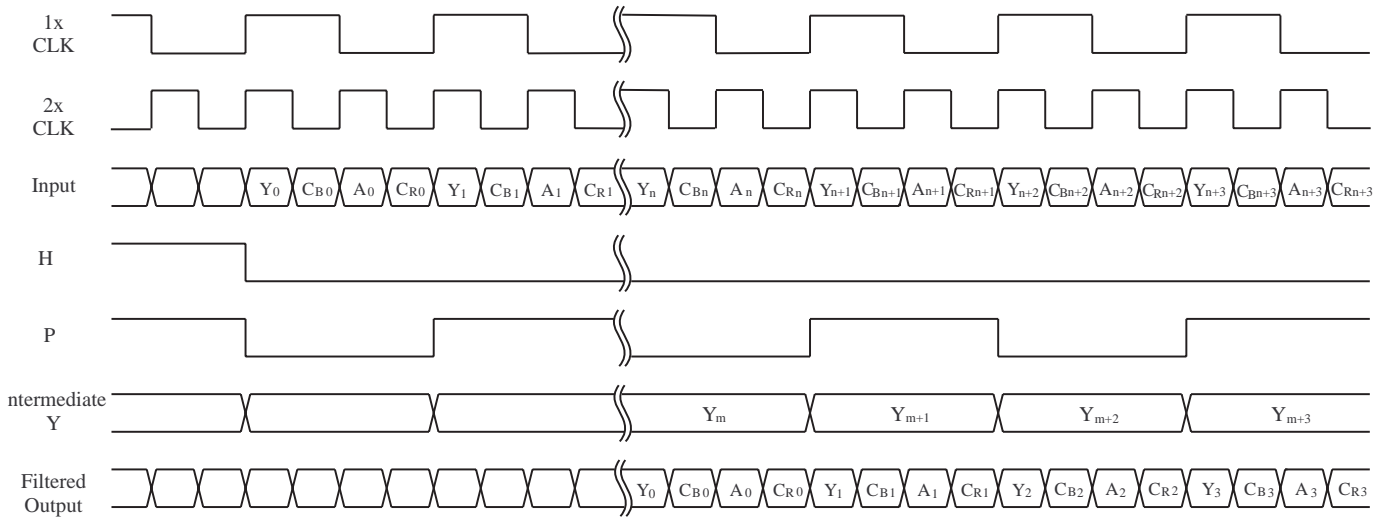 1x
CLK
2x
CLK
Input Y0 CB0 A0 CR0 Y1 CB1 A1 CR1 Yn CBn An CRn Yn+1 CBn+1 An+1 CRn+1 Yn+2 CBn+2 An+2 CRn+2 Yn+3 CBn+3 An+3 CRn+3
H
P
ntermediate
Y Ym Ym+1 Ym+2 Ym+3
Filtered
Output Y0 CB0 A0 CR0 Y1 CB1 A1 CR1 Y2 CB2 A2 CR2 Y3 CB3 A3 CR3